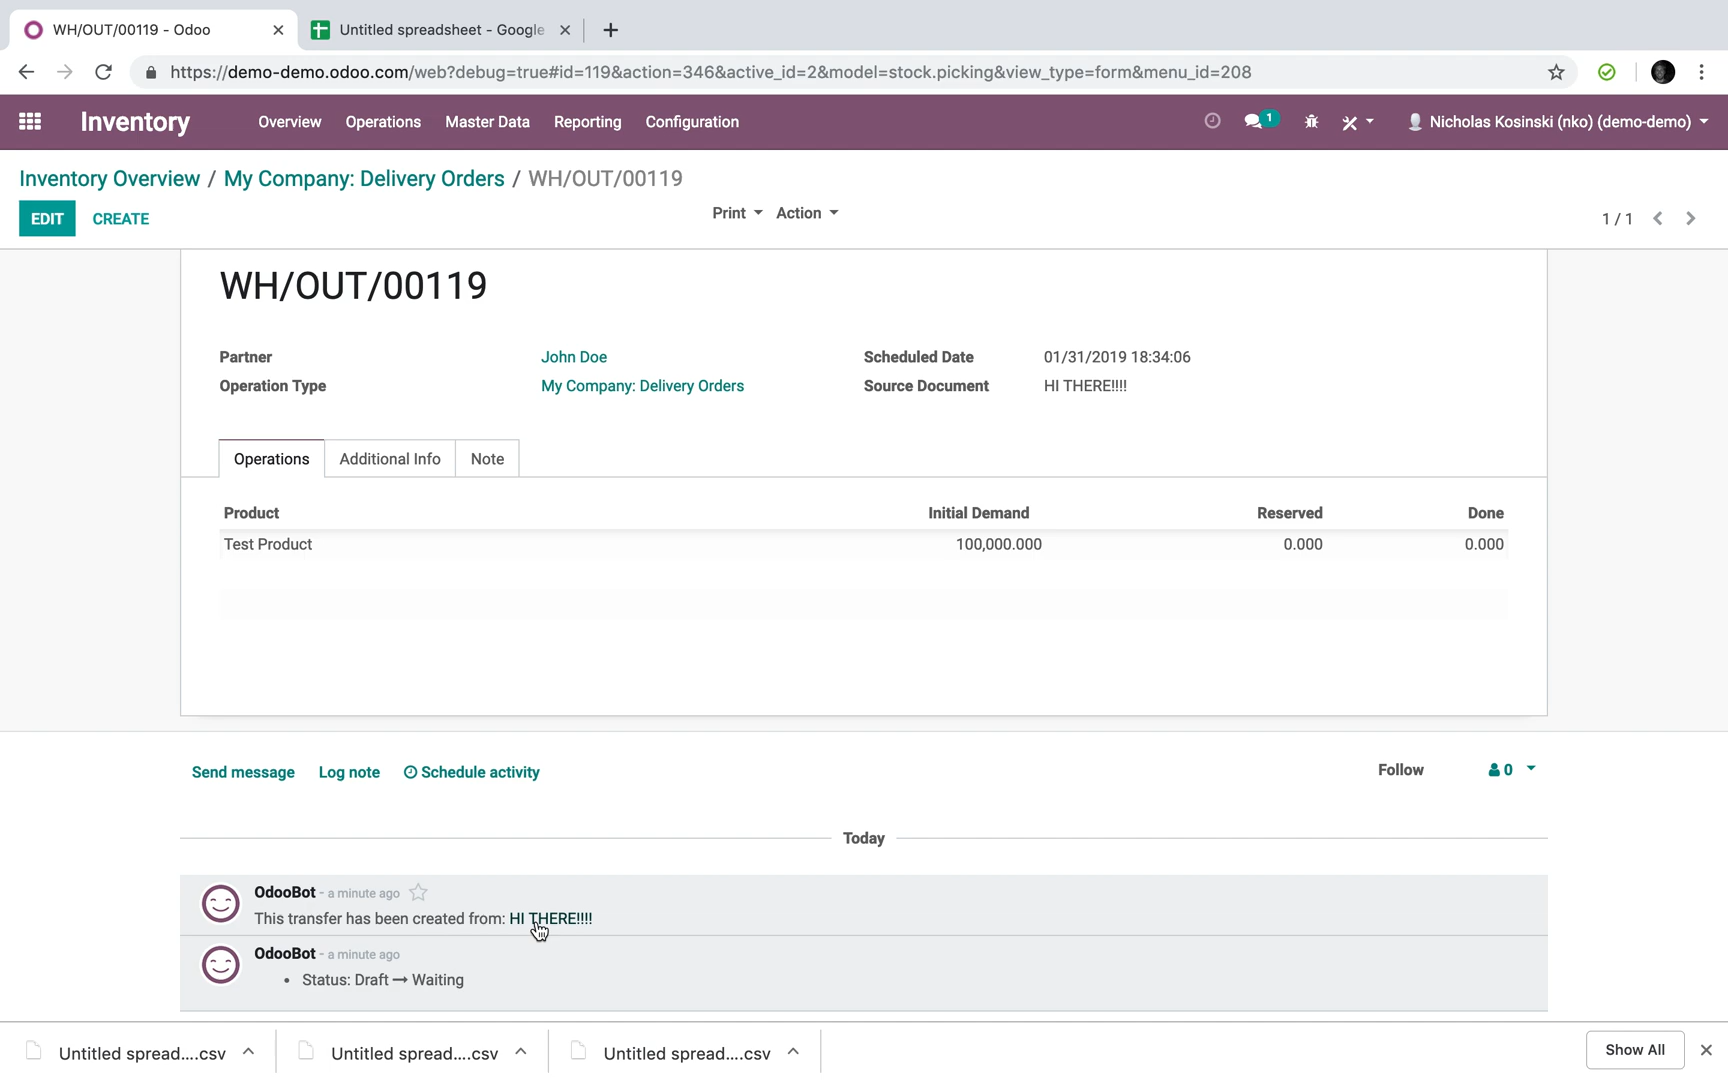 WH/OUT/00119 - Odoo
Untitled spreadsheet - Google
https://demo-demo.odoo.com/web?debug=true#id=119&action=346&active_id=2&model=stock.picking&view_type=form&menu_id=208
Inventory Overview Operations Master Data Reporting Configuration 1 Nicholas Kosinski (nko) (demo-demo)
Inventory Overview / My Company: Delivery Orders / WH/OUT/00119
EDIT CREATE Print Action 1 / 1
WH/OUT/00119
Partner John Doe Scheduled Date 01/31/2019 18:34:06
Operation Type My Company: Delivery Orders Source Document HI THERE!!!!
Operations Additional Info Note
Product Initial Demand Reserved Done
Test Product 100,000.000 0.000 0.000
Send message Log note Schedule activity Follow 0
Today
OdooBot - a minute ago
This transfer has been created from: HI THERE!!!!
OdooBot - a minute ago
• Status: Draft → Waiting
Untitled spread....csv Untitled spread....csv Untitled spread....csv Show All